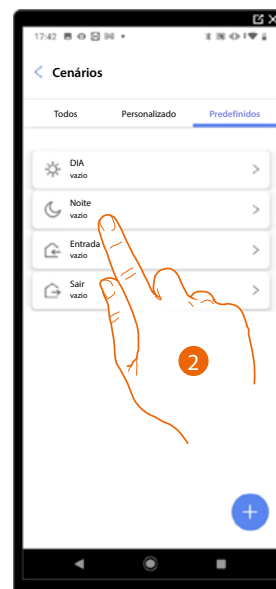 17:42
Cenários
Todos Personalizado Predefinidos
DIA
vazio
Noite
vazio
Entrada
vazio
Sair
vazio
2